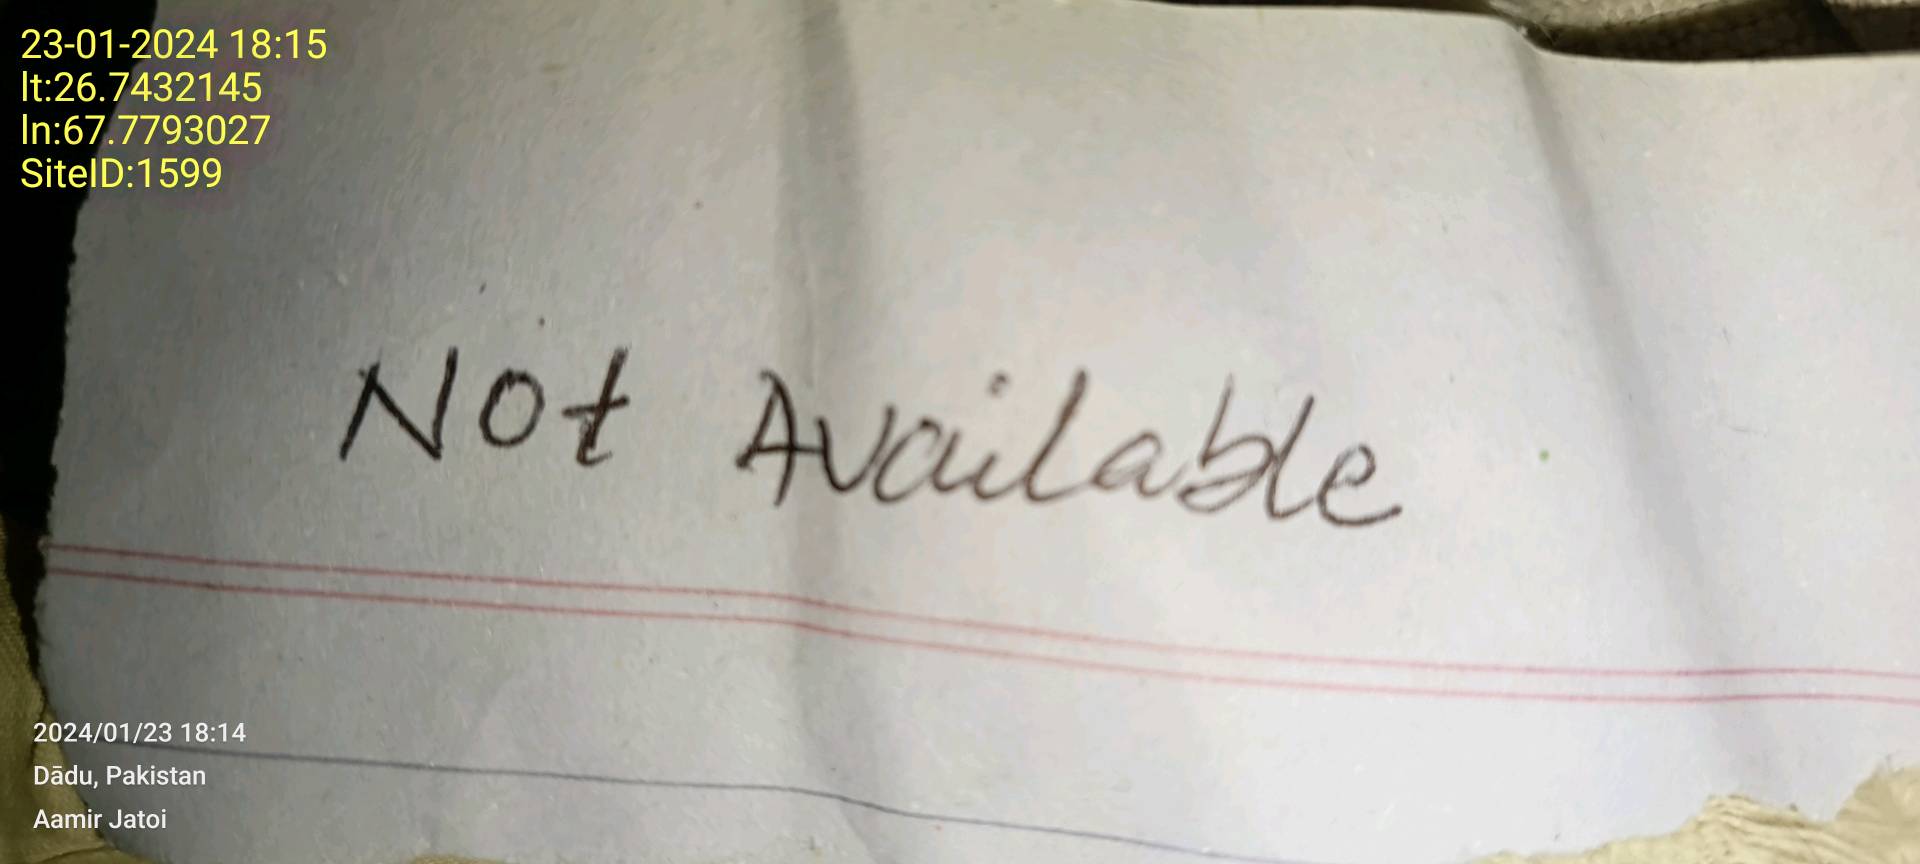 23-01-2024 18:15
lt:26.7432145
ln:67.7793027
SiteID:1599
Not Available
2024/01/23 18:14
Dādu, Pakistan
Aamir Jatoi